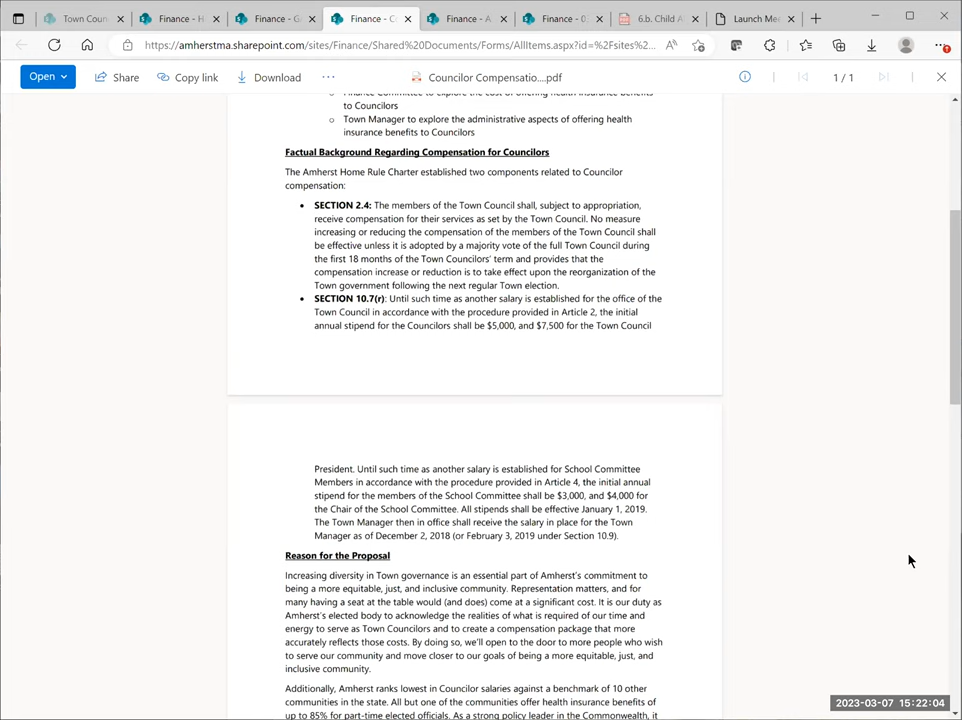 Town Coun
Finance - H
Finance - G
Finance - C
Finance - A
Finance - 0
6.b. Child A
Launch Mee
https://amherstma.sharepoint.com/sites/Finance/Shared%20Documents/Forms/AllItems.aspx?id=%2Fsites%2...
Open
Share
Copy link
Download
Councilor Compensatio....pdf
1 / 1
Finance Committee to explore the cost of offering health insurance benefits
to Councilors
Town Manager to explore the administrative aspects of offering health
insurance benefits to Councilors
Factual Background Regarding Compensation for Councilors
The Amherst Home Rule Charter established two components related to Councilor
compensation:
• SECTION 2.4: The members of the Town Council shall, subject to appropriation,
receive compensation for their services as set by the Town Council. No measure
increasing or reducing the compensation of the members of the Town Council shall
be effective unless it is adopted by a majority vote of the full Town Council during
the first 18 months of the Town Councilors' term and provides that the
compensation increase or reduction is to take effect upon the reorganization of the
Town government following the next regular Town election.
• SECTION 10.7(r): Until such time as another salary is established for the office of the
Town Council in accordance with the procedure provided in Article 2, the initial
annual stipend for the Councilors shall be $5,000, and $7,500 for the Town Council
President. Until such time as another salary is established for School Committee
Members in accordance with the procedure provided in Article 4, the initial annual
stipend for the members of the School Committee shall be $3,000, and $4,000 for
the Chair of the School Committee. All stipends shall be effective January 1, 2019.
The Town Manager then in office shall receive the salary in place for the Town
Manager as of December 2, 2018 (or February 3, 2019 under Section 10.9).
Reason for the Proposal
Increasing diversity in Town governance is an essential part of Amherst's commitment to
being a more equitable, just, and inclusive community. Representation matters, and for
many having a seat at the table would (and does) come at a significant cost. It is our duty as
Amherst's elected body to acknowledge the realities of what is required of our time and
energy to serve as Town Councilors and to create a compensation package that more
accurately reflects those costs. By doing so, we'll open to the door to more people who wish
to serve our community and move closer to our goals of being a more equitable, just, and
inclusive community.
Additionally, Amherst ranks lowest in Councilor salaries against a benchmark of 10 other
communities in the state. All but one of the communities offer health insurance benefits of
up to 85% for part-time elected officials. As a strong policy leader in the Commonwealth, it
2023-03-07 15:22:04